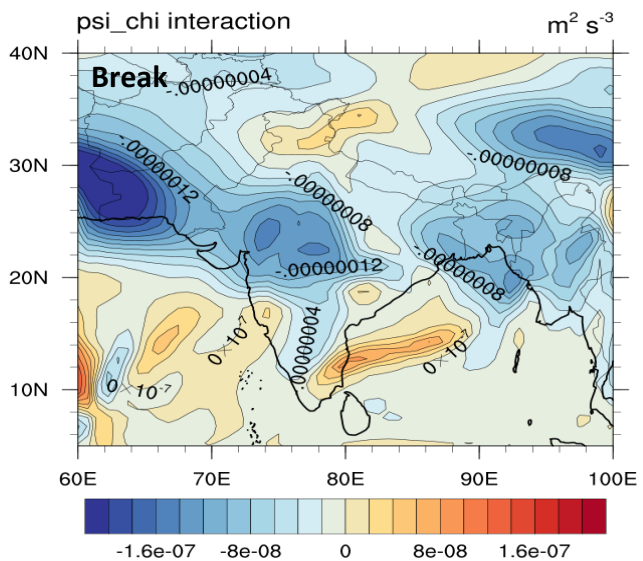 psi_chi interaction
m² s⁻³
40N
Break
-.00000004
30N
-.00000012
-.00000008
-.00000008
20N
-.00000012
-.00000008
-.00000004
0×10⁻⁷
0×10⁻⁷
0×10⁻⁷
10N
60E 70E 80E 90E 100E
-1.6e-07 -8e-08 0 8e-08 1.6e-07